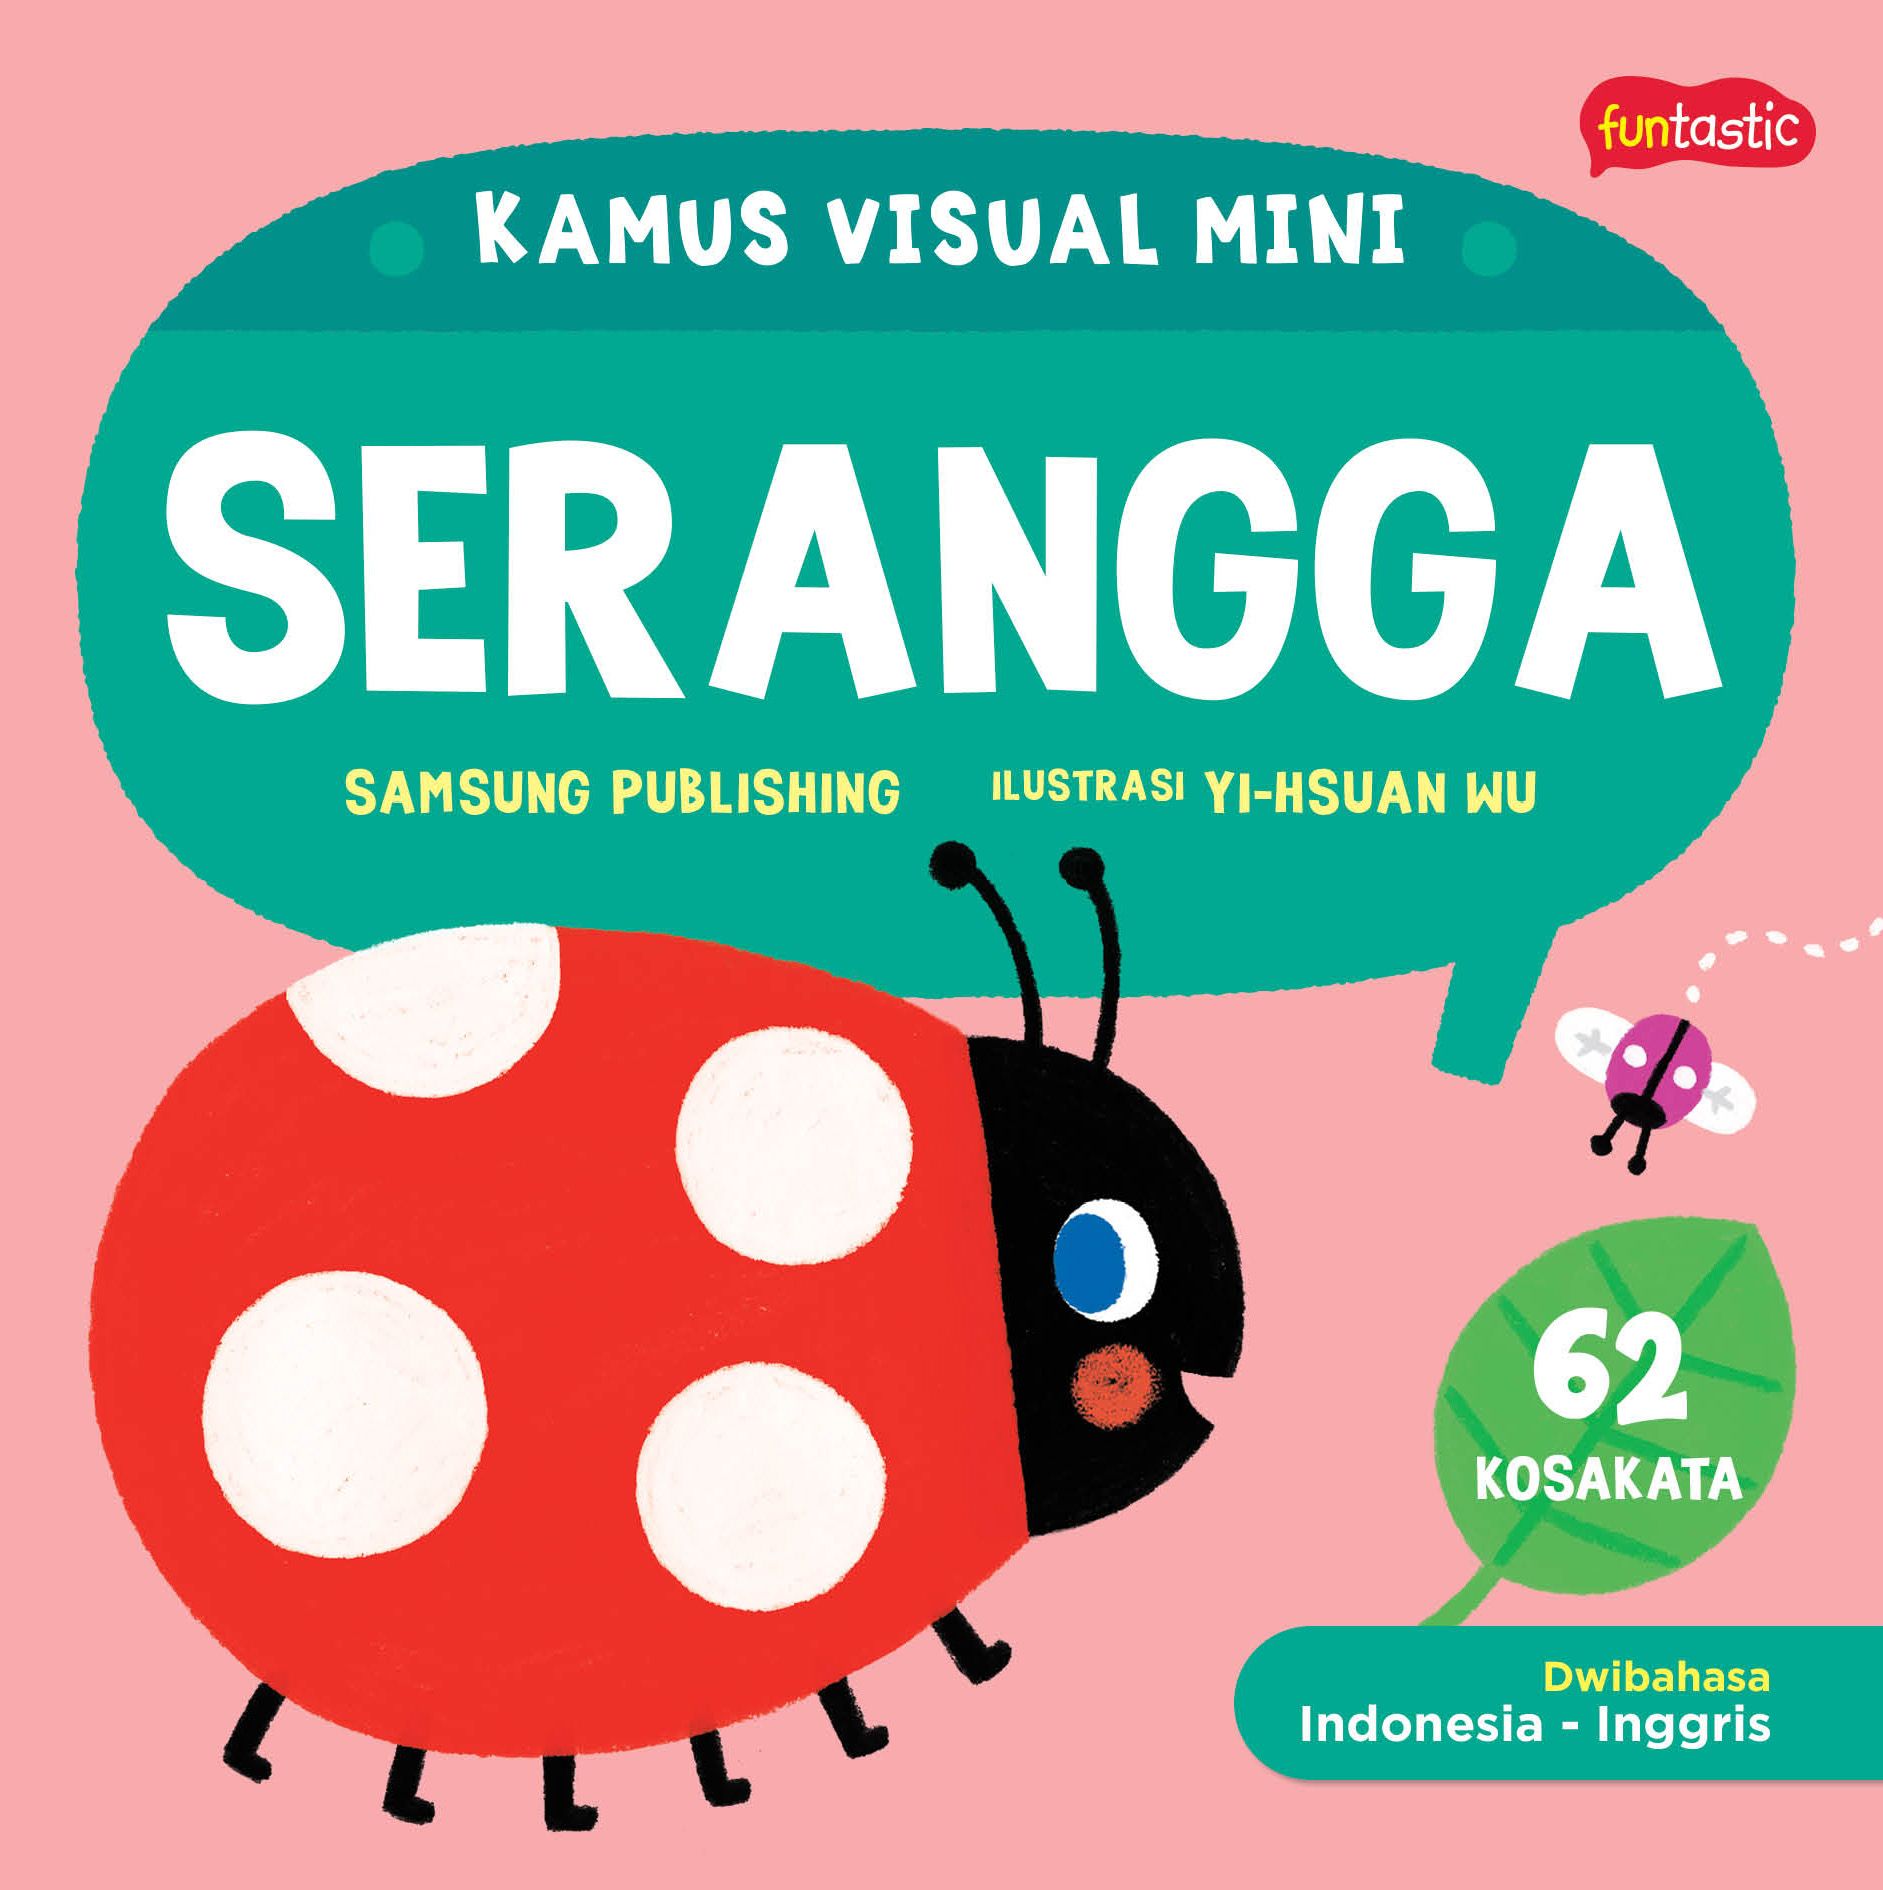 funtastic
KAMUS VISUAL MINI
SERANGGA
SAMSUNG PUBLISHING ILUSTRASI YI-HSUAN WU
62
KOSAKATA
Dwibahasa
Indonesia - Inggris